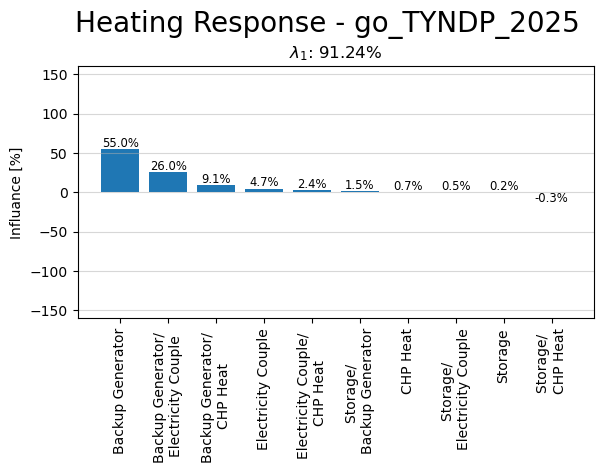 Heating Response - go_TYNDP_2025
λ₁: 91.24%
Influance [%]
150
100
50
0
−50
−100
−150
55.0%
26.0%
9.1%
4.7%
2.4%
1.5%
0.7%
0.5%
0.2%
-0.3%
Backup Generator
Backup Generator/
Electricity Couple
Backup Generator/
CHP Heat
Electricity Couple
Electricity Couple/
CHP Heat
Storage/
Backup Generator
CHP Heat
Storage/
Electricity Couple
Storage
Storage/
CHP Heat